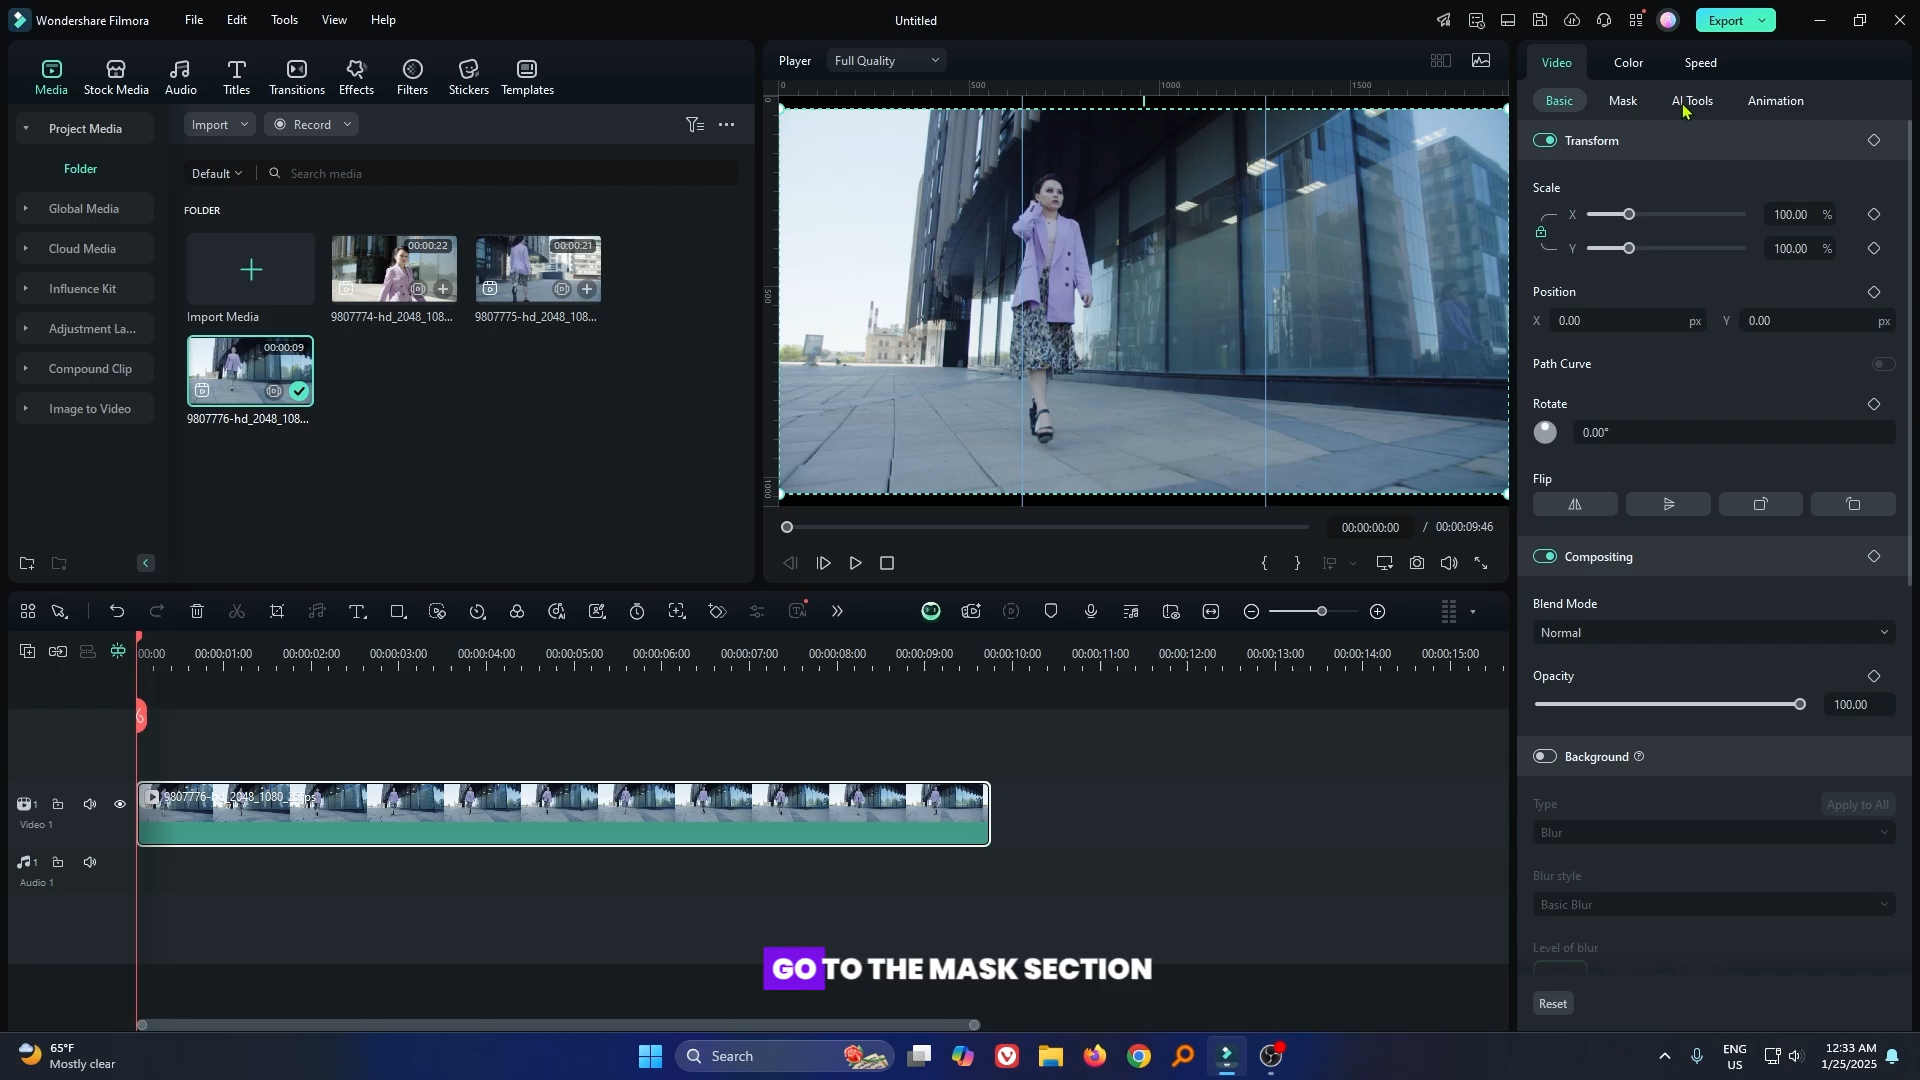 Wondershare Filmora
File
Edit
Tools
View
Help
Untitled
Export
Media
Stock Media
Audio
Titles
Transitions
Effects
Filters
Stickers
Templates
Player
Full Quality
Video
Color
Speed
Basic
Mask
AI Tools
Animation
Project Media
Folder
Global Media
Cloud Media
Influence Kit
Adjustment La...
Compound Clip
Image to Video
Import
Record
Default
Search media
FOLDER
Import Media
00:00:22
9807774-hd_2048_108...
00:00:21
9807775-hd_2048_108...
00:00:09
9807776-hd_2048_108...
0
500
1000
1500
0
500
1000
00:00:00:00
/
00:00:09:46
Transform
Scale
X
100.00
%
Y
100.00
%
Position
X
0.00
px
Y
0.00
px
Path Curve
Rotate
0.00°
Flip
Compositing
Blend Mode
Normal
Opacity
100.00
Background
Type
Apply to All
Blur
Blur style
Basic Blur
Level of blur
Reset
00:00
00:00:01:00
00:00:02:00
00:00:03:00
00:00:04:00
00:00:05:00
00:00:06:00
00:00:07:00
00:00:08:00
00:00:09:00
00:00:10:00
00:00:11:00
00:00:12:00
00:00:13:00
00:00:14:00
00:00:15:00
1
Video 1
9807776-hd_2048_1080_25fps
1
Audio 1
GO TO THE MASK SECTION
65°F
Mostly clear
Search
ENG
US
12:33 AM
1/25/2025